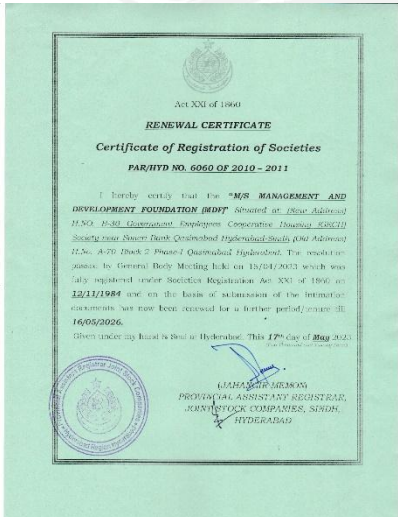 Act XXI of 1860
RENEWAL CERTIFICATE
Certificate of Registration of Societies
PAR/HYD NO. 6060 OF 2010 – 2011
I hereby certify that the "M/S MANAGEMENT AND
DEVELOPMENT FOUNDATION [MDF]" Situated at (New Address)
H.NO. B-30 Government Employees Cooperative Housing (GECH)
Society near Soneri Bank Qasimabad Hyderabad-Sindh (Old Address)
H.No. A-70 Block-2 Phase-I Qasimabad Hyderabad. The resolution
passed by General Body Meeting held on 15/04/2023 which was
fully registered under Societies Registration Act XXI of 1860 on
12/11/1984 and on the basis of submission of the
documents has now been renewed for a further period/tenure till
16/05/2026.
Given under my hand & Seal at Hyderabad. This 17th day of May
(JAHANGIR MEMON)
PROVINCIAL ASSISTANT REGISTRAR,
JOINT STOCK COMPANIES, SINDH,
HYDERABAD